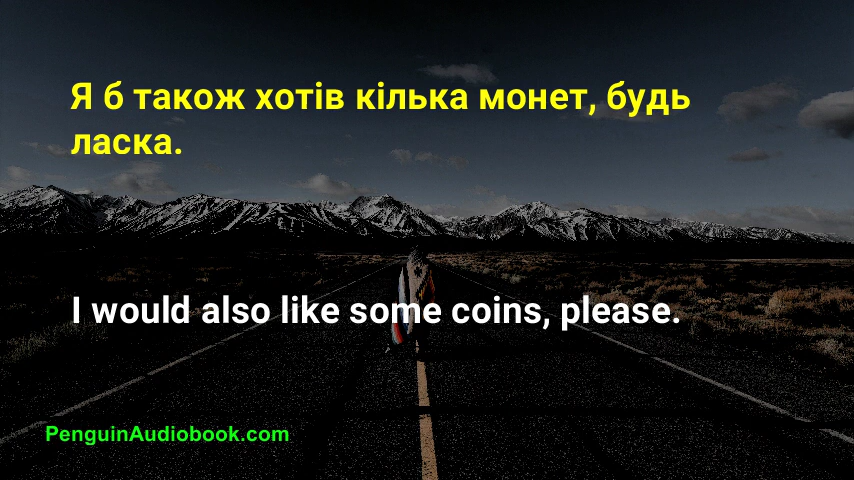 Я б також хотів кілька монет, будь
ласка.
I would also like some coins, please.
PenguinAudiobook.com